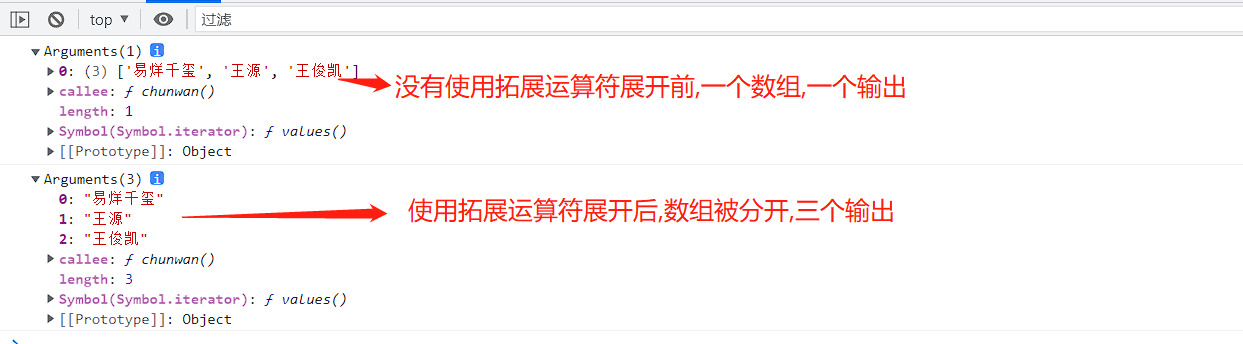 top ▼ 过滤
▼Arguments(1) i
▶0: (3) ['易烊千玺', '王源', '王俊凯']
没有使用拓展运算符展开前,一个数组,一个输出
▶callee: ƒ chunwan()
length: 1
▶Symbol(Symbol.iterator): ƒ values()
▶[[Prototype]]: Object
▼Arguments(3) i
0: "易烊千玺"
1: "王源"
使用拓展运算符展开后,数组被分开,三个输出
2: "王俊凯"
▶callee: ƒ chunwan()
length: 3
▶Symbol(Symbol.iterator): ƒ values()
▶[[Prototype]]: Object